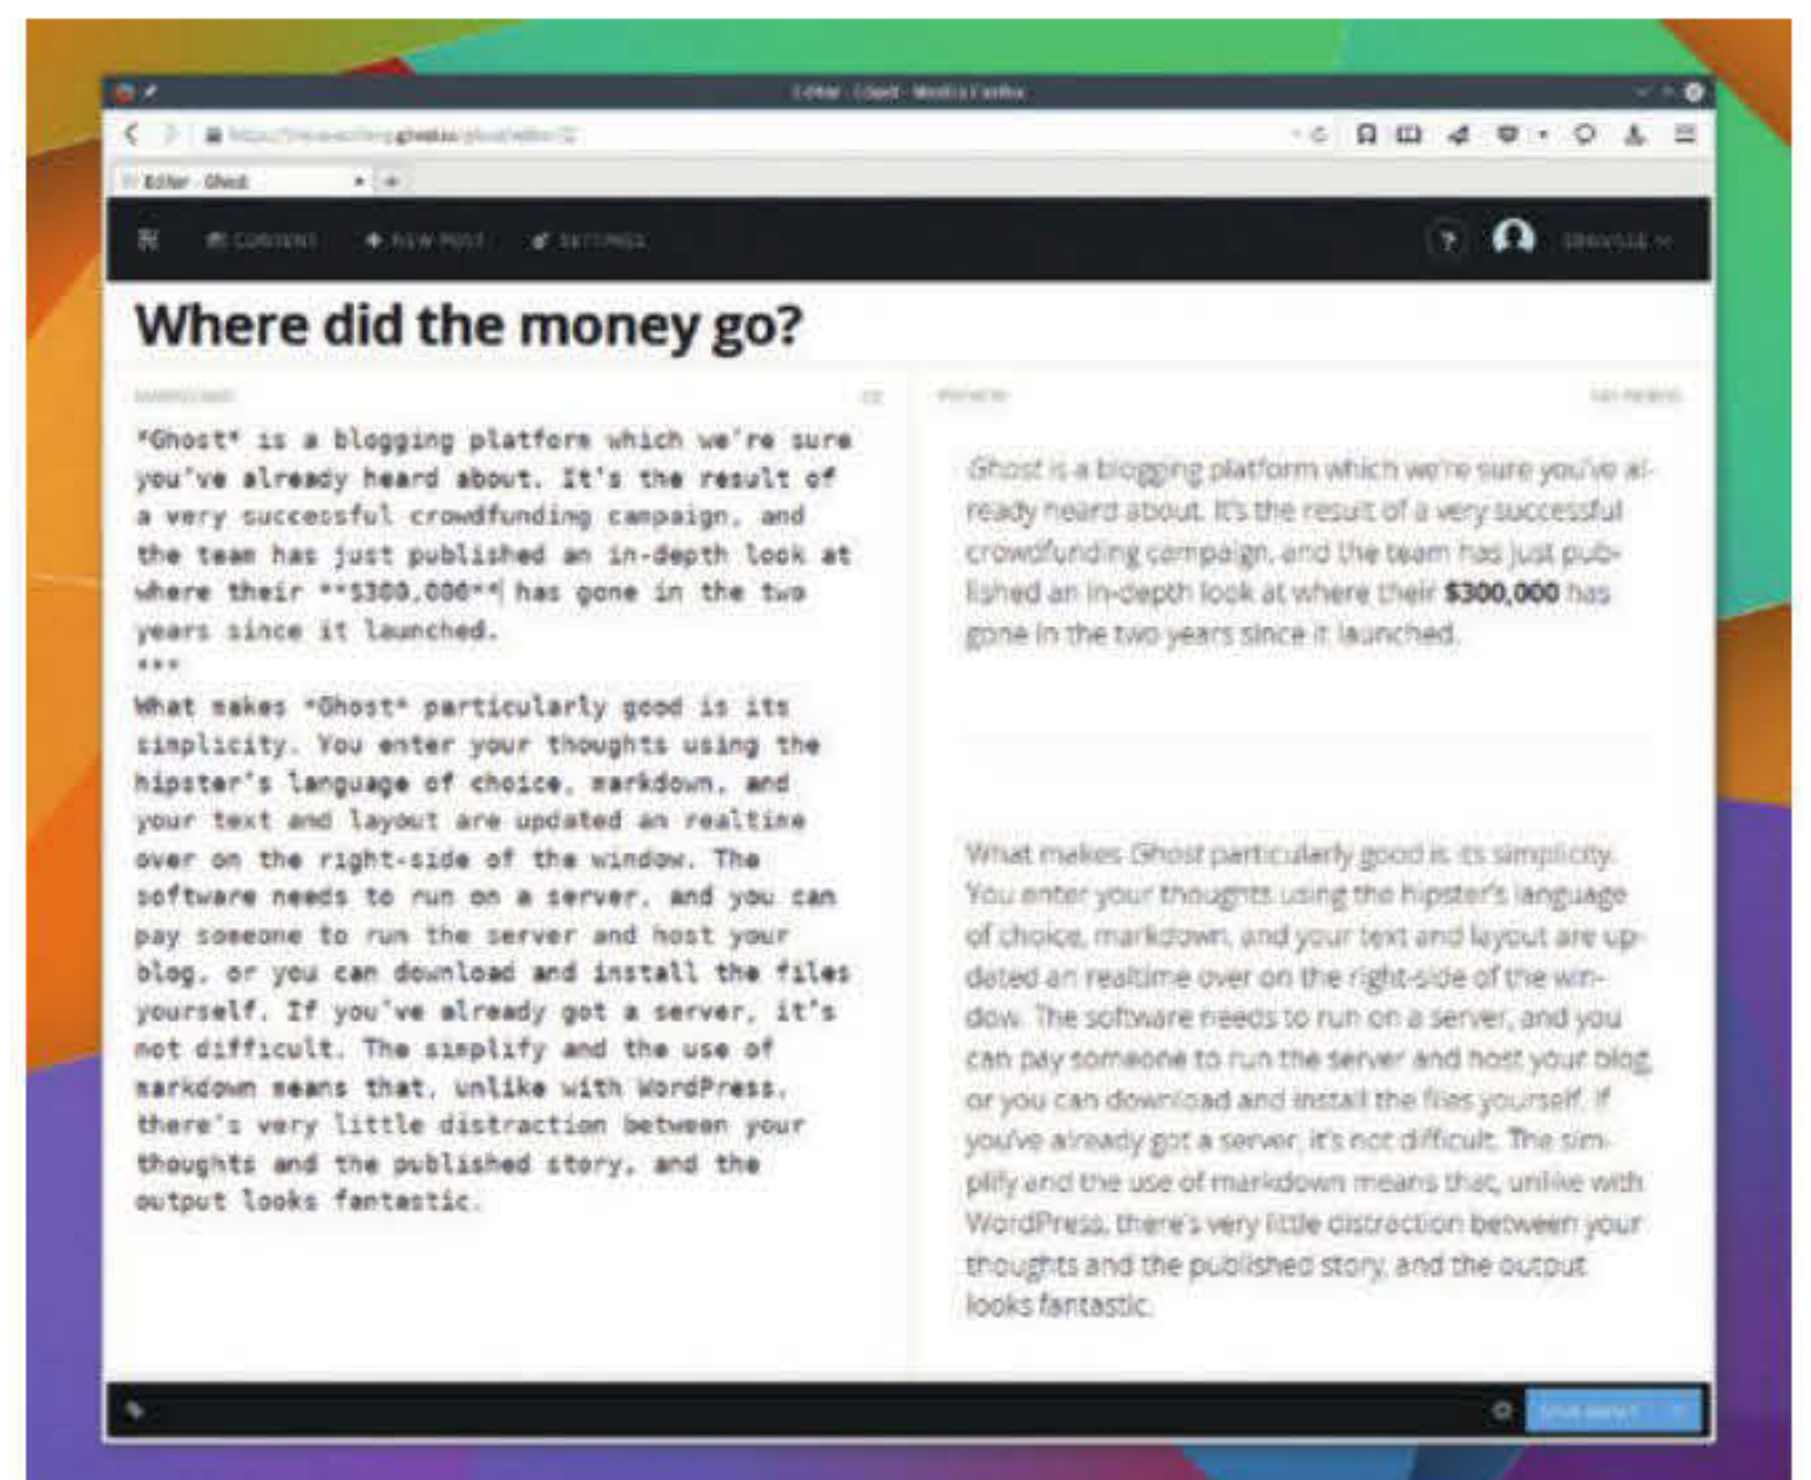 Editor - Ghost - Mozilla Firefox
Editor - Ghost
CONTENT
NEW POST
SETTINGS
?
Where did the money go?
MARKDOWN
PREVIEW
*Ghost* is a blogging platform which we're sure
you've already heard about. It's the result of
a very successful crowdfunding campaign, and
the team has just published an in-depth look at
where their **$300,000** has gone in the two
years since it launched.
***
What makes *Ghost* particularly good is its
simplicity. You enter your thoughts using the
hipster's language of choice, markdown, and
your text and layout are updated an realtime
over on the right-side of the window. The
software needs to run on a server, and you can
pay someone to run the server and host your
blog, or you can download and install the files
yourself. If you've already got a server, it's
not difficult. The simplify and the use of
markdown means that, unlike with WordPress,
there's very little distraction between your
thoughts and the published story, and the
output looks fantastic.
Ghost is a blogging platform which we're sure you've al-
ready heard about. It's the result of a very successful
crowdfunding campaign, and the team has just pub-
lished an in-depth look at where their $300,000 has
gone in the two years since it launched.
What makes Ghost particularly good is its simplicity.
You enter your thoughts using the hipster's language
of choice, markdown, and your text and layout are up-
dated an realtime over on the right-side of the win-
dow. The software needs to run on a server, and you
can pay someone to run the server and host your blog,
or you can download and install the files yourself. If
you've already got a server, it's not difficult. The sim-
plify and the use of markdown means that, unlike with
WordPress, there's very little distraction between your
thoughts and the published story, and the output
looks fantastic.
SAVE DRAFT